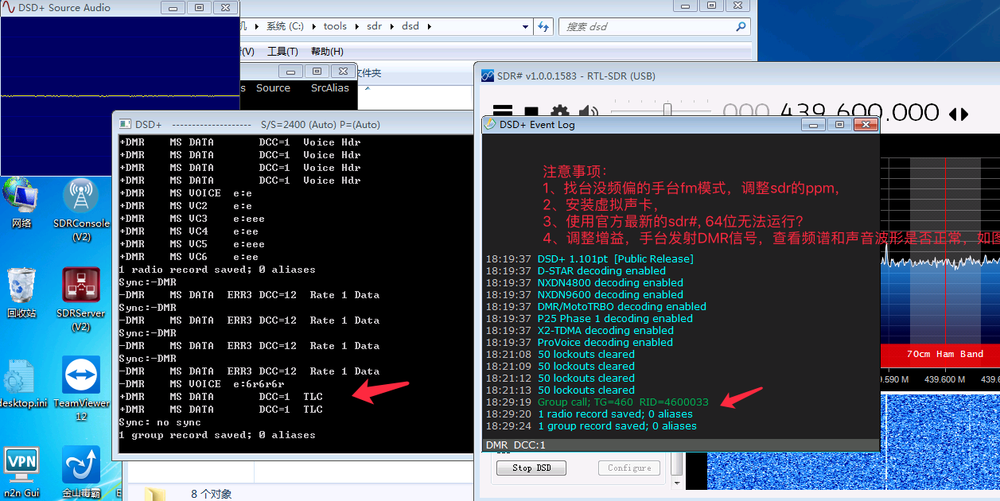 DSD+ Source Audio
系统 (C:) ▸ tools ▸ sdr ▸ dsd ▸
搜索 dsd
(V) 工具(T) 帮助(H)
文件夹
s Source SrcAlias
DSD+ -------------------- S/S=2400 (Auto) P=(Auto)
+DMR MS DATA DCC=1 Voice Hdr
+DMR MS DATA DCC=1 Voice Hdr
+DMR MS DATA DCC=1 Voice Hdr
+DMR MS DATA DCC=1 Voice Hdr
+DMR MS VOICE e:e
+DMR MS VC2 e:e
+DMR MS VC3 e:eee
+DMR MS VC4 e:ee
+DMR MS VC5 e:eee
+DMR MS VC6 e:ee
1 radio record saved; 0 aliases
Sync:-DMR
-DMR MS DATA ERR3 DCC=12 Rate 1 Data
Sync:-DMR
-DMR MS DATA ERR3 DCC=12 Rate 1 Data
Sync:-DMR
-DMR MS DATA ERR3 DCC=12 Rate 1 Data
Sync:-DMR
-DMR MS DATA ERR3 DCC=12 Rate 1 Data
-DMR MS VOICE e:6r6r6r
+DMR MS DATA DCC=1 TLC
+DMR MS DATA DCC=1 TLC
Sync: no sync
1 group record saved; 0 aliases
SDR# v1.0.0.1583 - RTL-SDR (USB)
000.439.600.000
DSD+ Event Log
注意事项：
1、找台没频偏的手台fm模式，调整sdr的ppm，
2、安装虚拟声卡，
3、使用官方最新的sdr#, 64位无法运行?
4、调整增益，手台发射DMR信号，查看频谱和声音波形是否正常，如
18:19:37 DSD+ 1.101pt [Public Release]
18:19:37 D-STAR decoding enabled
18:19:37 NXDN4800 decoding enabled
18:19:37 NXDN9600 decoding enabled
18:19:37 DMR/MotoTRBO decoding enabled
18:19:37 P25 Phase 1 decoding enabled
18:19:37 X2-TDMA decoding enabled
18:19:37 ProVoice decoding enabled
18:21:08 50 lockouts cleared
18:21:09 50 lockouts cleared
18:21:12 50 lockouts cleared
18:21:13 50 lockouts cleared
18:29:19 Group call; TG=460 RID=4600033
18:29:20 1 radio record saved; 0 aliases
18:29:24 1 group record saved; 0 aliases
DMR DCC:1
Stop DSD
Configure
70cm Ham Band
.590 M 439.600 M 439.6
网络
SDRConsole
(V2)
回收站
SDRServer
(V2)
desktop.ini
TeamViewer
12
VPN
n2n Gui
金山毒霸
E
8 个对象